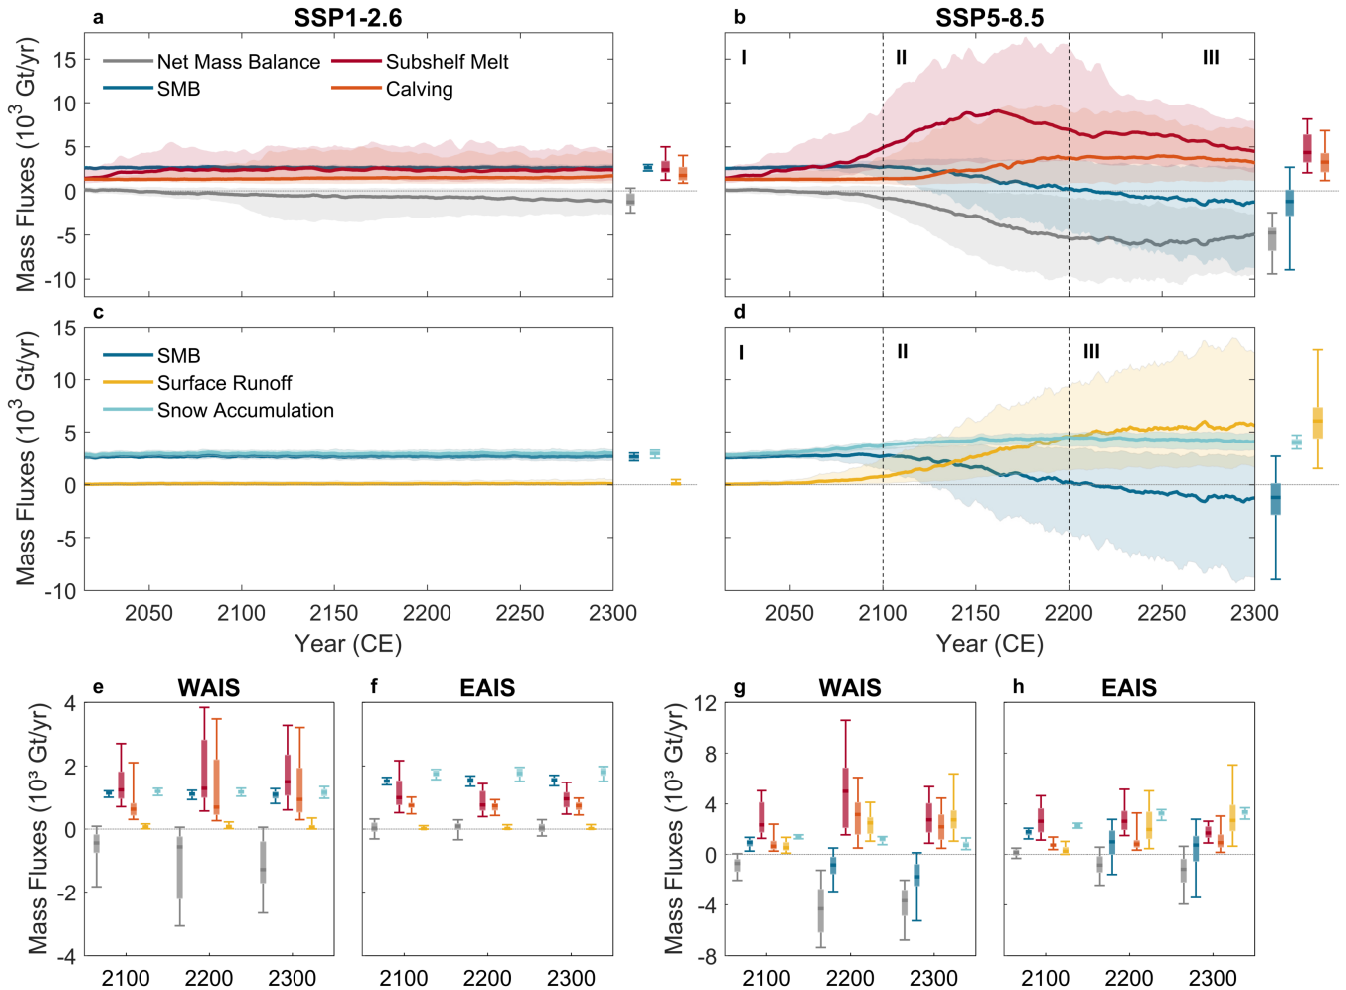 a SSP1-2.6 b SSP5-8.5
Mass Fluxes (10³ Gt/yr)
15
10
5
0
-5
-10
Net Mass Balance Subshelf Melt
SMB Calving
I II III
c d
Mass Fluxes (10³ Gt/yr)
15
10
5
0
-5
-10
SMB
Surface Runoff
Snow Accumulation
I II III
2050 2100 2150 2200 2250 2300 2050 2100 2150 2200 2250 2300
Year (CE) Year (CE)
e WAIS f EAIS g WAIS h EAIS
Mass Fluxes (10³ Gt/yr)
4
2
0
-2
-4
Mass Fluxes (10³ Gt/yr)
12
8
4
0
-4
-8
2100 2200 2300 2100 2200 2300 2100 2200 2300 2100 2200 2300